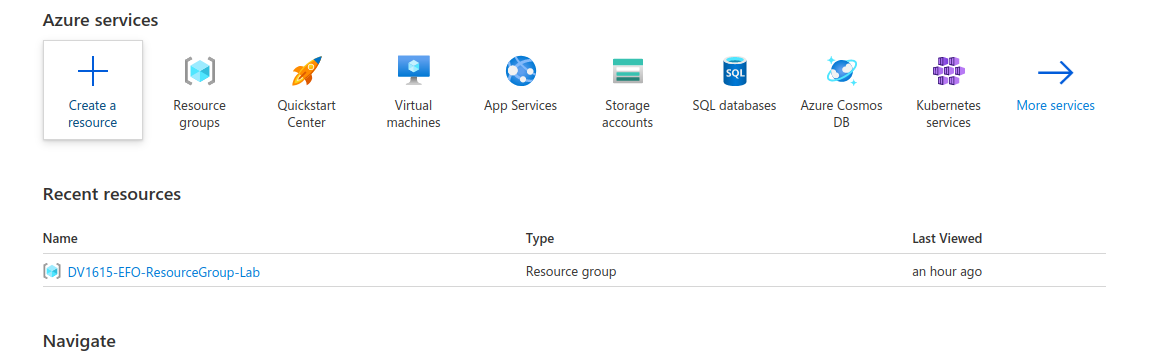 Azure services
Create a
resource
Resource
groups
Quickstart
Center
Virtual
machines
App Services
Storage
accounts
SQL
SQL databases
Azure Cosmos
DB
Kubernetes
services
More services
Recent resources
Name Type Last Viewed
DV1615-EFO-ResourceGroup-Lab Resource group an hour ago
Navigate